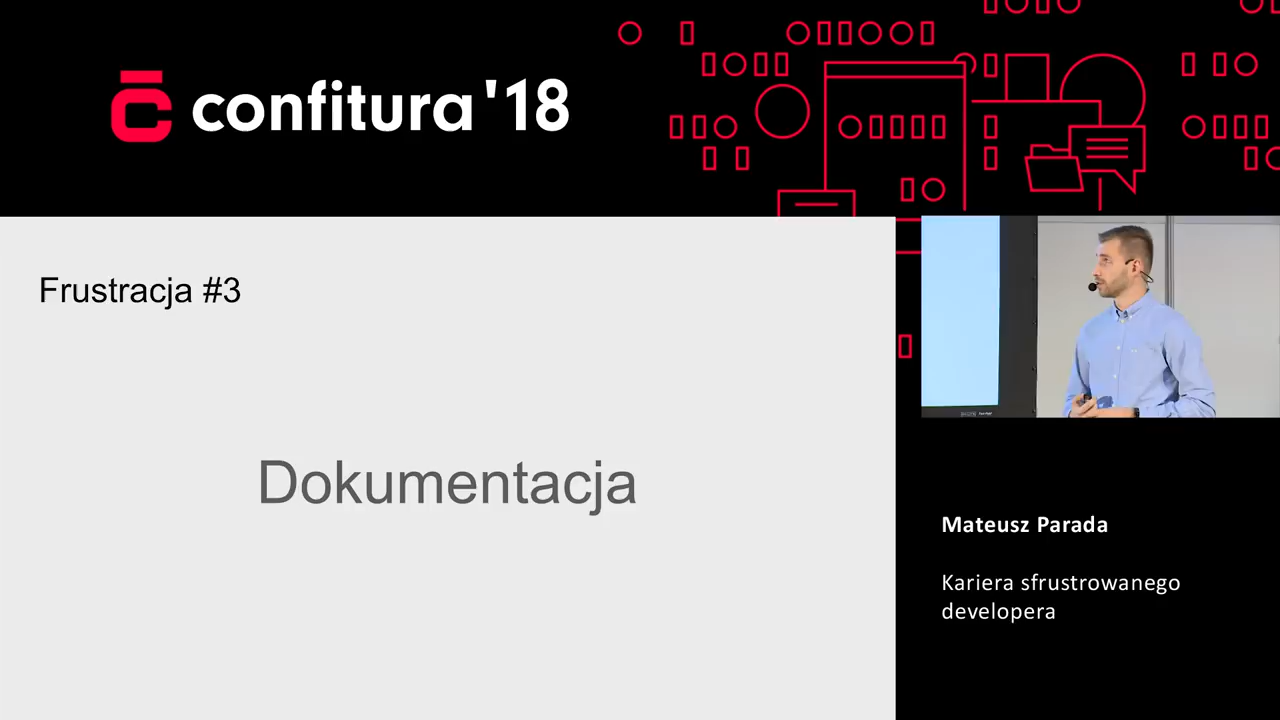 confitura '18
Frustracja #3
Dokumentacja
Mateusz Parada
Kariera sfrustrowanego
developera